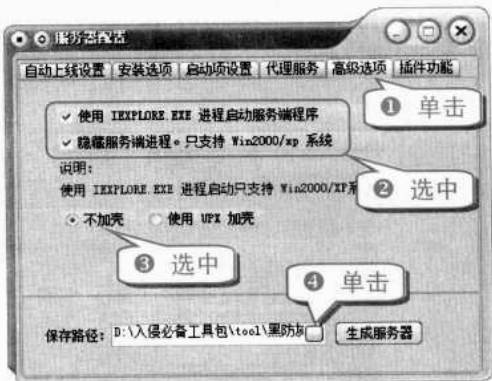 服务器配置
自动上线设置 安装选项 启动项设置 代理服务 高级选项 插件功能
❶ 单击
使用 IEXPLORE.EXE 进程启动服务端程序
隐藏服务端进程。只支持 Win2000/xp 系统
❷ 选中
说明:
使用 IEXPLORE.EXE 进程启动只支持 Win2000/XP系
不加壳 使用 UPX 加壳
❸ 选中
❹ 单击
保存路径: D:\入侵必备工具包\tool\黑防 生成服务器